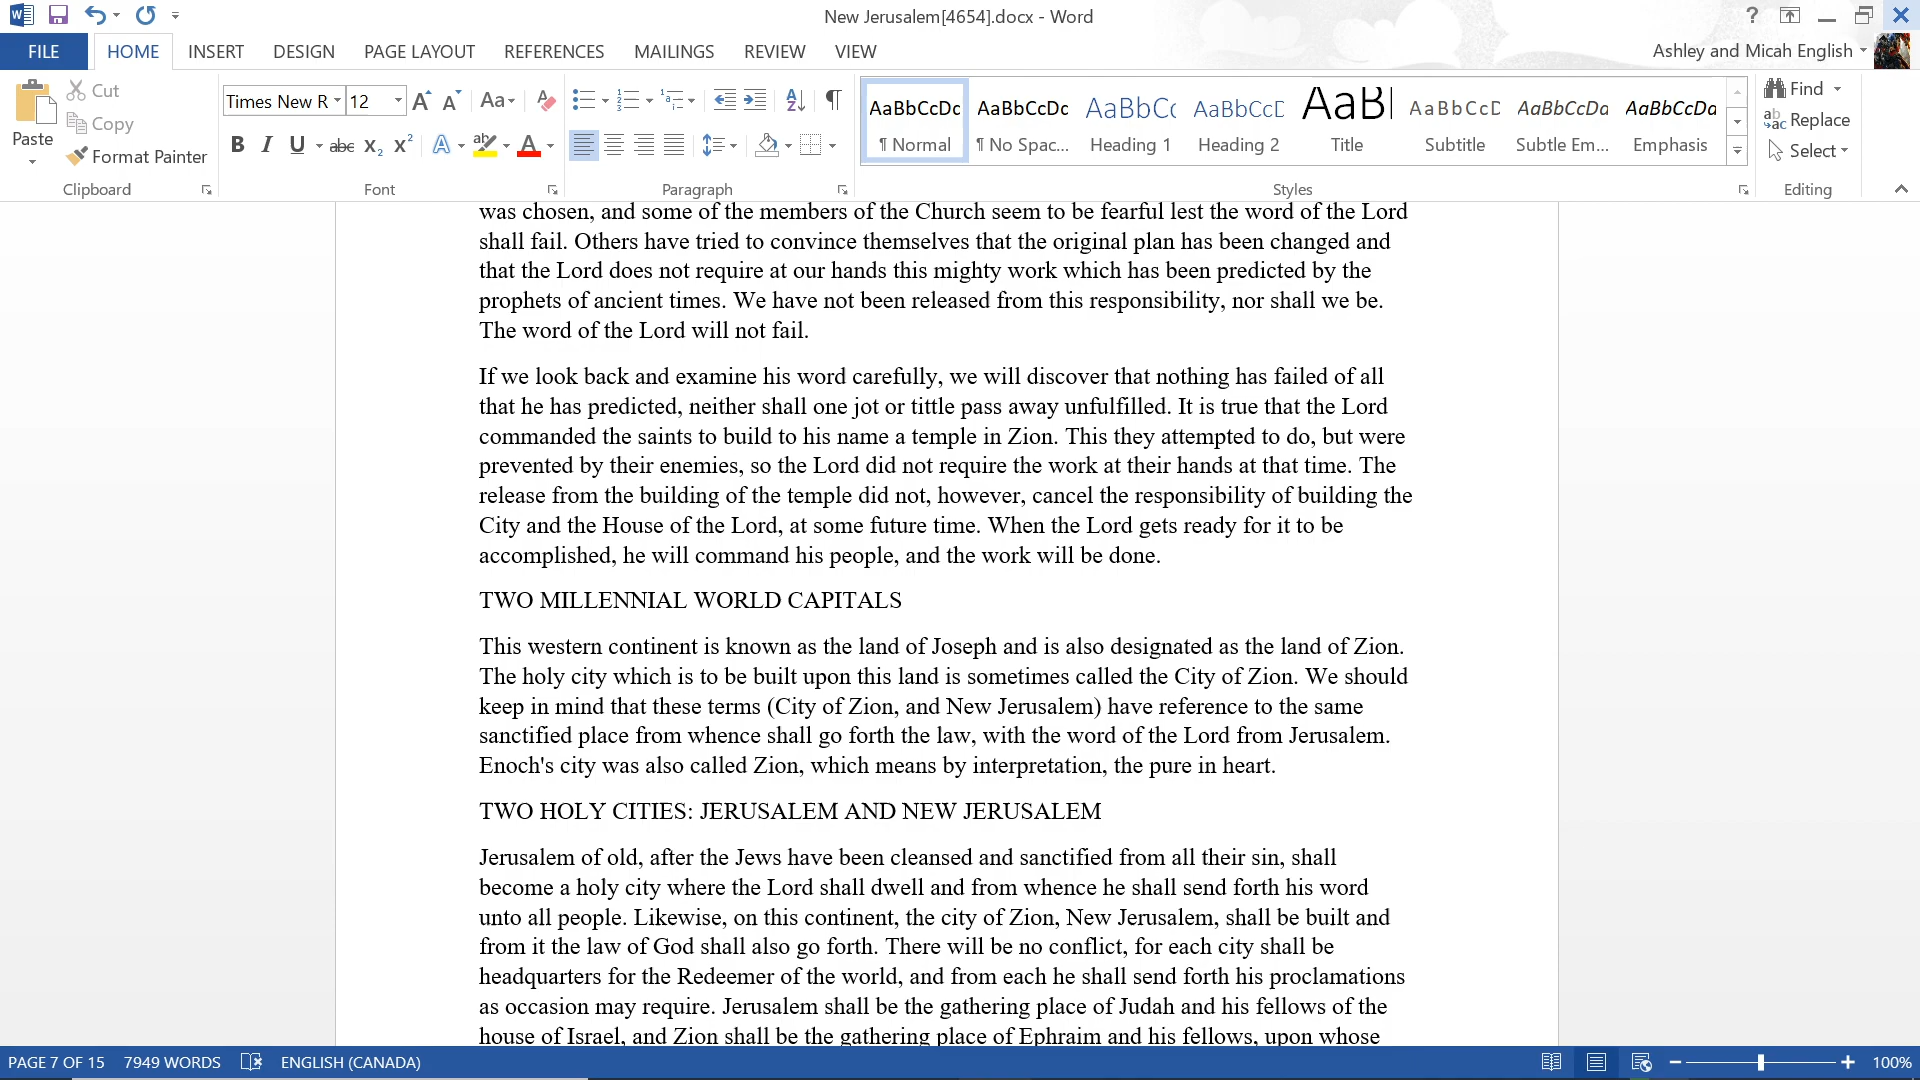 New Jerusalem[4654].docx - Word
?
FILE HOME INSERT DESIGN PAGE LAYOUT REFERENCES MAILINGS REVIEW VIEW
Ashley and Micah English
Paste
Cut
Copy
Format Painter
Clipboard
Times New R 12
Aa
B I U abc X₂ X²
Font
Paragraph
AaBbCcDc AaBbCcDc AaBbCc AaBbCcD AaB AaBbCcD AaBbCcDa AaBbCcDa
¶ Normal ¶ No Spac... Heading 1 Heading 2 Title Subtitle Subtle Em... Emphasis
Styles
Find
Replace
Select
Editing
was chosen, and some of the members of the Church seem to be fearful lest the word of the Lord
shall fail. Others have tried to convince themselves that the original plan has been changed and
that the Lord does not require at our hands this mighty work which has been predicted by the
prophets of ancient times. We have not been released from this responsibility, nor shall we be.
The word of the Lord will not fail.
If we look back and examine his word carefully, we will discover that nothing has failed of all
that he has predicted, neither shall one jot or tittle pass away unfulfilled. It is true that the Lord
commanded the saints to build to his name a temple in Zion. This they attempted to do, but were
prevented by their enemies, so the Lord did not require the work at their hands at that time. The
release from the building of the temple did not, however, cancel the responsibility of building the
City and the House of the Lord, at some future time. When the Lord gets ready for it to be
accomplished, he will command his people, and the work will be done.
TWO MILLENNIAL WORLD CAPITALS
This western continent is known as the land of Joseph and is also designated as the land of Zion.
The holy city which is to be built upon this land is sometimes called the City of Zion. We should
keep in mind that these terms (City of Zion, and New Jerusalem) have reference to the same
sanctified place from whence shall go forth the law, with the word of the Lord from Jerusalem.
Enoch's city was also called Zion, which means by interpretation, the pure in heart.
TWO HOLY CITIES: JERUSALEM AND NEW JERUSALEM
Jerusalem of old, after the Jews have been cleansed and sanctified from all their sin, shall
become a holy city where the Lord shall dwell and from whence he shall send forth his word
unto all people. Likewise, on this continent, the city of Zion, New Jerusalem, shall be built and
from it the law of God shall also go forth. There will be no conflict, for each city shall be
headquarters for the Redeemer of the world, and from each he shall send forth his proclamations
as occasion may require. Jerusalem shall be the gathering place of Judah and his fellows of the
house of Israel, and Zion shall be the gathering place of Ephraim and his fellows, upon whose
PAGE 7 OF 15 7949 WORDS ENGLISH (CANADA) 100%